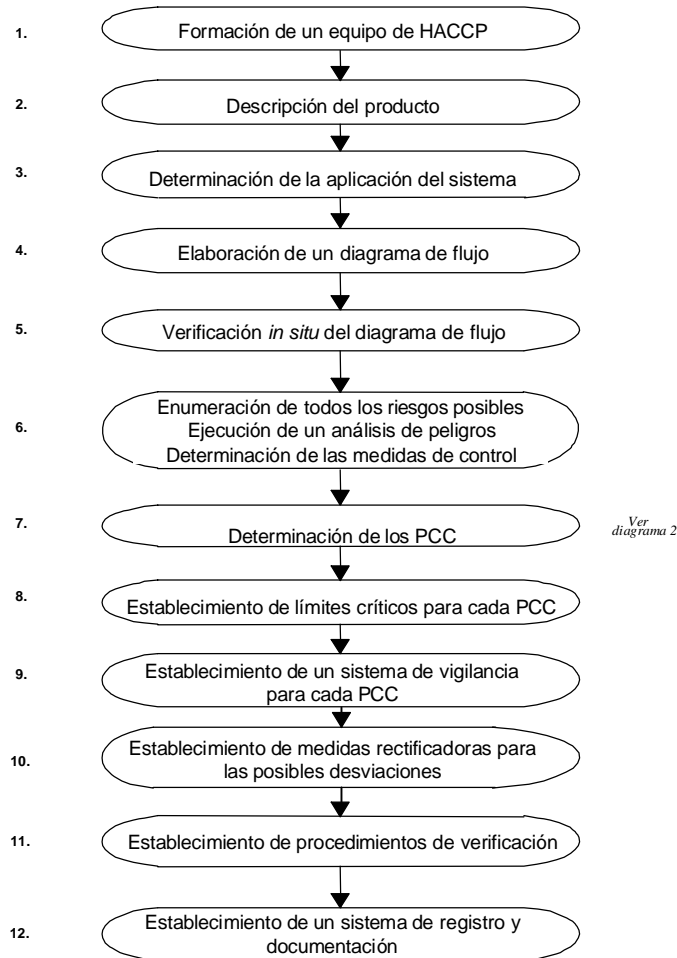 1.
Formación de un equipo de HACCP
2.
Descripción del producto
3.
Determinación de la aplicación del sistema
4.
Elaboración de un diagrama de flujo
5.
Verificación in situ del diagrama de flujo
6.
Enumeración de todos los riesgos posibles
Ejecución de un análisis de peligros
Determinación de las medidas de control
7.
Determinación de los PCC
Ver
diagrama 2
8.
Establecimiento de límites críticos para cada PCC
9.
Establecimiento de un sistema de vigilancia
para cada PCC
10.
Establecimiento de medidas rectificadoras para
las posibles desviaciones
11.
Establecimiento de procedimientos de verificación
12.
Establecimiento de un sistema de registro y
documentación